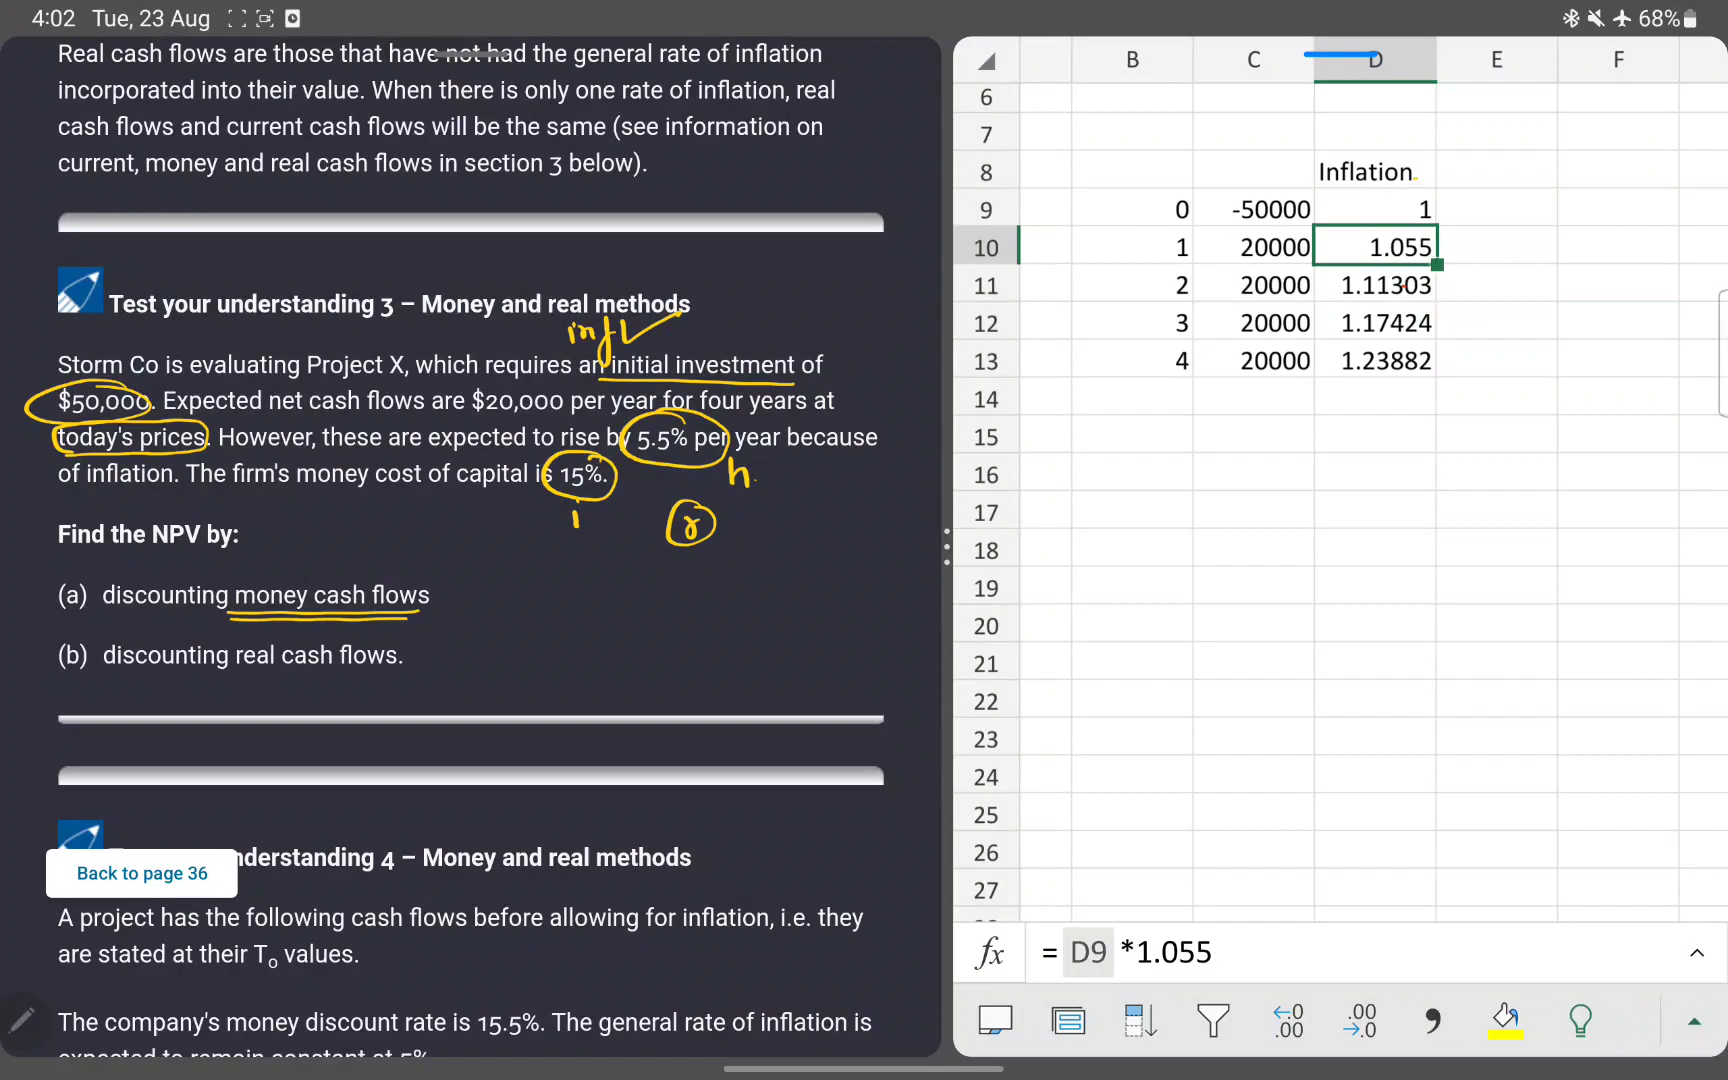 4:02 Tue, 23 Aug
68%
Real cash flows are those that have not had the general rate of inflation
incorporated into their value. When there is only one rate of inflation, real
cash flows and current cash flows will be the same (see information on
current, money and real cash flows in section 3 below).
Test your understanding 3 – Money and real methods
infl
Storm Co is evaluating Project X, which requires an initial investment of
$50,000. Expected net cash flows are $20,000 per year for four years at
today's prices. However, these are expected to rise by 5.5% per year because
of inflation. The firm's money cost of capital is 15%.
h
i
r
Find the NPV by:
(a) discounting money cash flows
(b) discounting real cash flows.
nderstanding 4 – Money and real methods
Back to page 36
A project has the following cash flows before allowing for inflation, i.e. they
are stated at their T0 values.
The company's money discount rate is 15.5%. The general rate of inflation is
expected to remain constant at 5%
B C D E F
6
7
8 Inflation
9 0 -50000 1
10 1 20000 1.055
11 2 20000 1.11303
12 3 20000 1.17424
13 4 20000 1.23882
14
15
16
17
18
19
20
21
22
23
24
25
26
27
fx = D9 *1.055
←0 .00
.00 →.0